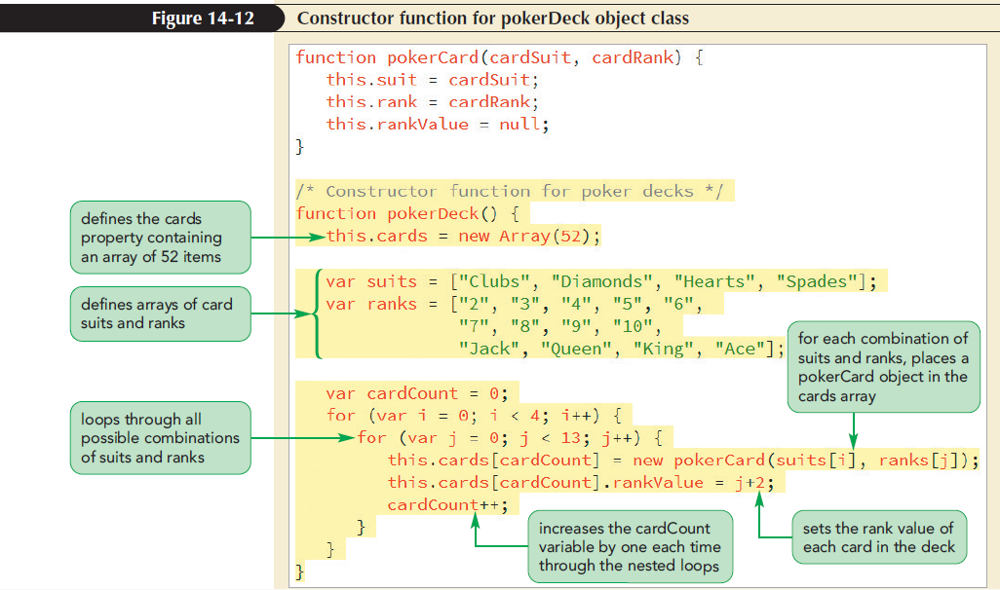 Figure 14-12
Constructor function for pokerDeck object class
function pokerCard(cardSuit, cardRank) {
this.suit = cardSuit;
this.rank = cardRank;
this.rankValue = null;
}
/* Constructor function for poker decks */
function pokerDeck() {
this.cards = new Array(52);
defines the cards
property containing
an array of 52 items
var suits = ["Clubs", "Diamonds", "Hearts", "Spades"];
var ranks = ["2", "3", "4", "5", "6",
"7", "8", "9", "10",
"Jack", "Queen", "King", "Ace"];
defines arrays of card
suits and ranks
for each combination of
suits and ranks, places a
pokerCard object in the
cards array
var cardCount = 0;
for (var i = 0; i < 4; i++) {
for (var j = 0; j < 13; j++) {
this.cards[cardCount] = new pokerCard(suits[i], ranks[j]);
this.cards[cardCount].rankValue = j+2;
cardCount++;
}
}
}
loops through all
possible combinations
of suits and ranks
increases the cardCount
variable by one each time
through the nested loops
sets the rank value of
each card in the deck